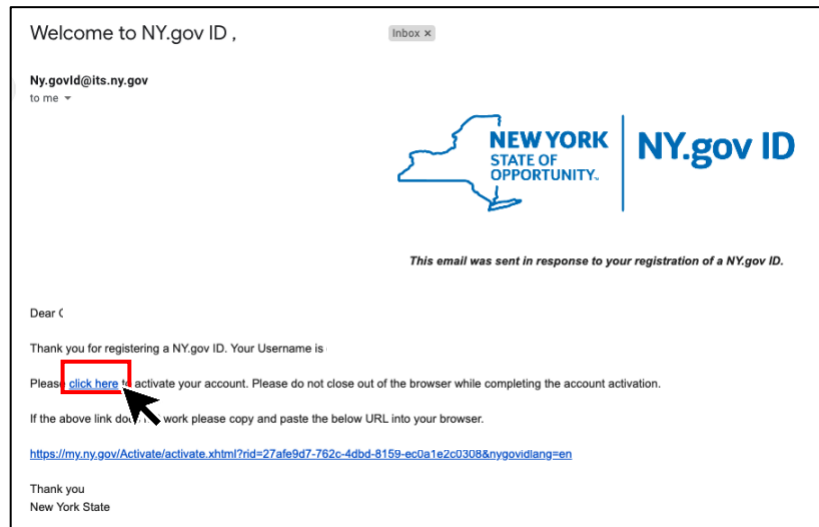 Welcome to NY.gov ID ,
Inbox ×
Ny.govId@its.ny.gov
to me
NEW YORK
STATE OF
OPPORTUNITY™
NY.gov ID
This email was sent in response to your registration of a NY.gov ID.
Dear
Thank you for registering a NY.gov ID. Your Username is
Please click here to activate your account. Please do not close out of the browser while completing the account activation.
If the above link work please copy and paste the below URL into your browser.
https://my.ny.gov/Activate/activate.xhtml?rid=27afe9d7-762c-4dbd-8159-ec0a1e2c0308&nygovidlang=en
Thank you
New York State